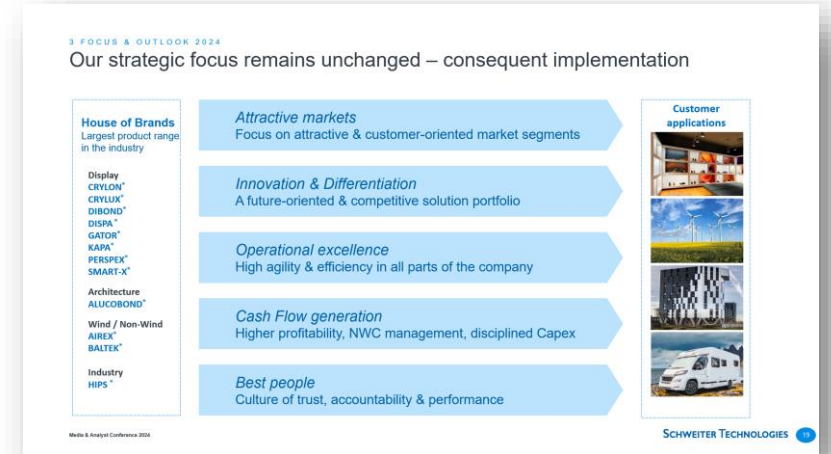 3 FOCUS & OUTLOOK 2024
Our strategic focus remains unchanged – consequent implementation
House of Brands
Largest product range
in the industry
Display
CRYLON®
CRYLUX®
DIBOND®
DISPA®
GATOR®
KAPA®
PERSPEX®
SMART-X®
Architecture
ALUCOBOND®
Wind / Non-Wind
AIREX®
BALTEK®
Industry
HIPS®
Attractive markets
Focus on attractive & customer-oriented market segments
Innovation & Differentiation
A future-oriented & competitive solution portfolio
Operational excellence
High agility & efficiency in all parts of the company
Cash Flow generation
Higher profitability, NWC management, disciplined Capex
Best people
Culture of trust, accountability & performance
Customer
applications
Media & Analyst Conference 2024
SCHWEITER TECHNOLOGIES
19